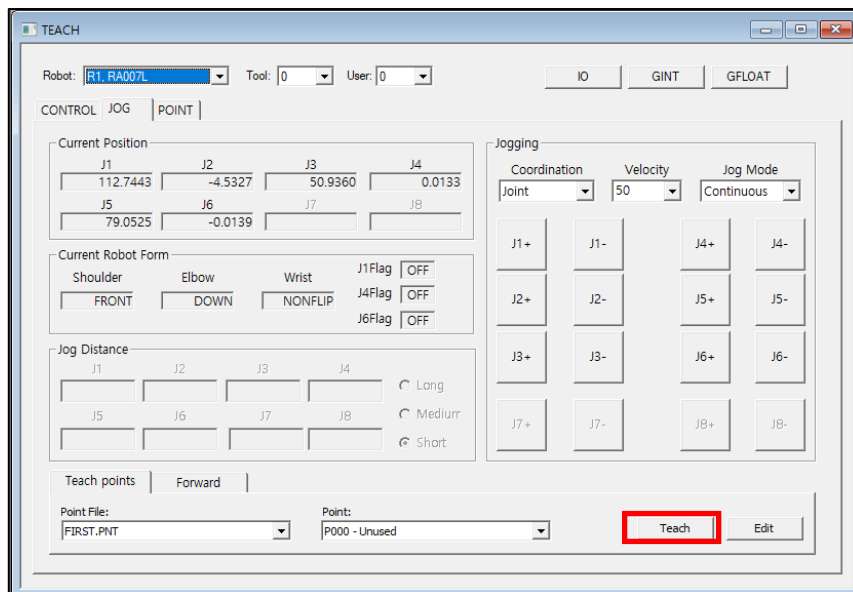 TEACH
Robot: R1, RA007L Tool: 0 User: 0 IO GINT GFLOAT
CONTROL JOG POINT
Current Position
J1 J2 J3 J4
112.7443 -4.5327 50.9360 0.0133
J5 J6 J7 J8
79.0525 -0.0139
Current Robot Form
Shoulder Elbow Wrist
FRONT DOWN NONFLIP
J1Flag OFF
J4Flag OFF
J6Flag OFF
Jog Distance
J1 J2 J3 J4
J5 J6 J7 J8
Long
Medium
Short
Jogging
Coordination Velocity Jog Mode
Joint 50 Continuous
J1+ J1- J4+ J4-
J2+ J2- J5+ J5-
J3+ J3- J6+ J6-
J7+ J7- J8+ J8-
Teach points Forward
Point File: Point:
FIRST.PNT P000 - Unused Teach Edit